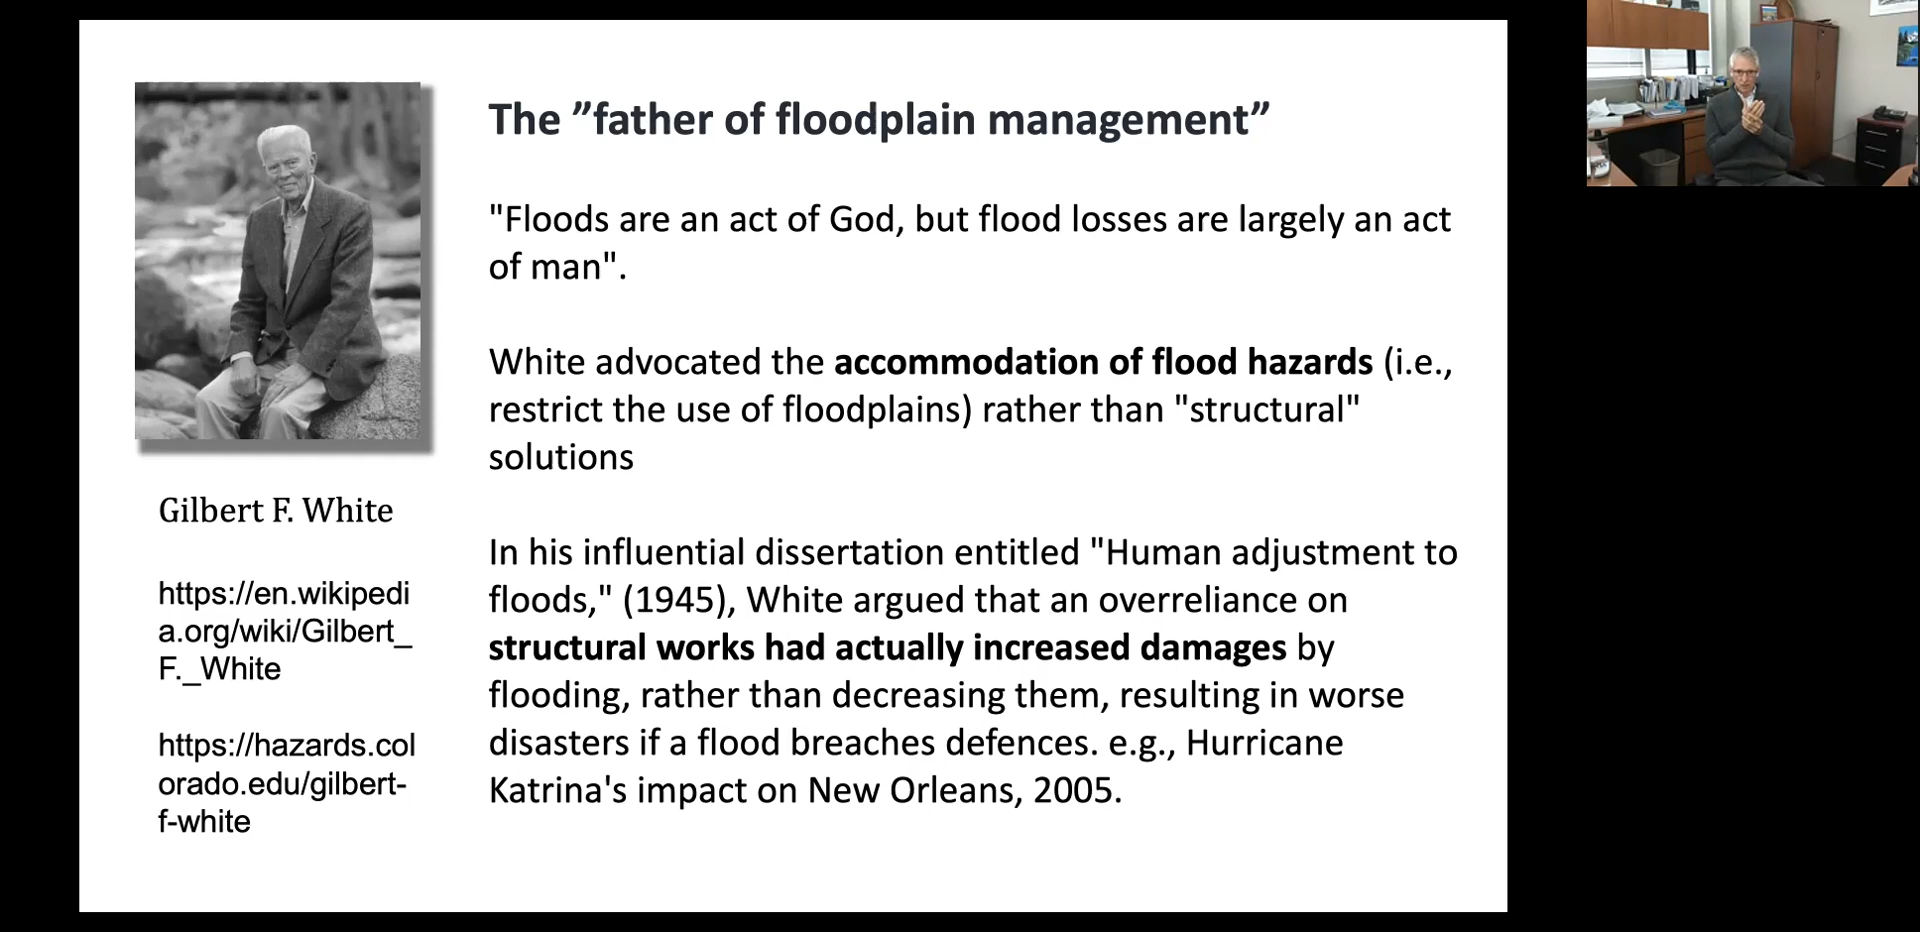 The ”father of floodplain management”
"Floods are an act of God, but flood losses are largely an act
of man".
White advocated the accommodation of flood hazards (i.e.,
restrict the use of floodplains) rather than "structural"
solutions
In his influential dissertation entitled "Human adjustment to
floods," (1945), White argued that an overreliance on
structural works had actually increased damages by
flooding, rather than decreasing them, resulting in worse
disasters if a flood breaches defences. e.g., Hurricane
Katrina's impact on New Orleans, 2005.
Gilbert F. White
https://en.wikipedi
a.org/wiki/Gilbert_
F._White
https://hazards.col
orado.edu/gilbert-
f-white